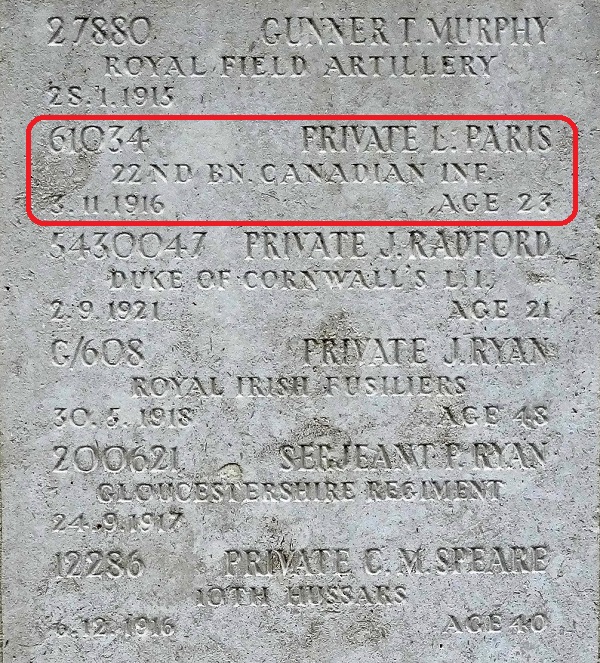 27880 GUNNER T. MURPHY
ROYAL FIELD ARTILLERY
28.1.1915
61034 PRIVATE L. PARIS
22ND BN. CANADIAN INF.
3.11.1916 AGE 23
5430047 PRIVATE J. RADFORD
DUKE OF CORNWALL'S L.I.
2.9.1921 AGE 21
G/608 PRIVATE J. RYAN
ROYAL IRISH FUSILIERS
30.5.1918 AGE 48
200621 SERJEANT P. RYAN
GLOUCESTERSHIRE REGIMENT
24.9.1917
12286 PRIVATE C. M. SPEARE
10TH HUSSARS
6.12.1916 AGE 40